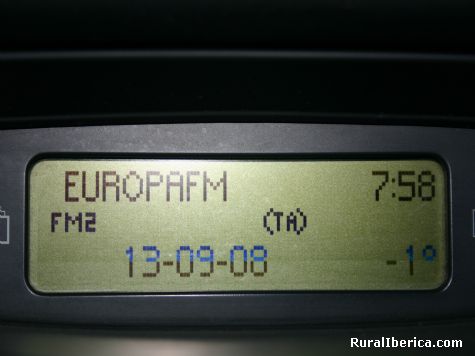 EUROPAFM 7:58
FM2 (TA)
13-09-08 -1°
RuralIberica.com